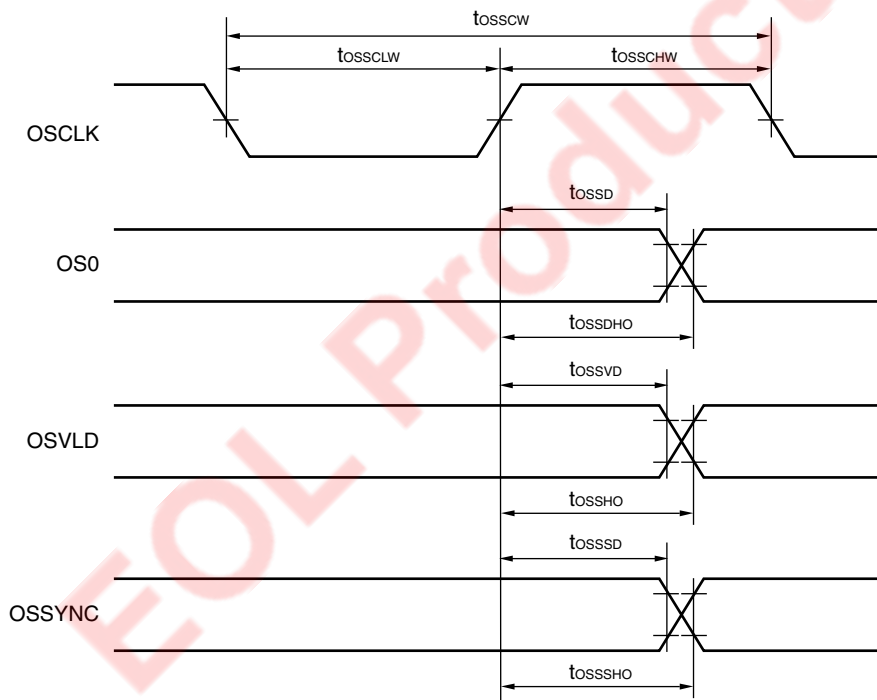 tOSSCW
tOSSCLW
tOSSCHW
OSCLK
tOSSD
OS0
tOSSDHO
tOSSVD
OSVLD
tOSSHO
tOSSSD
OSSYNC
tOSSSHO
EOL Product